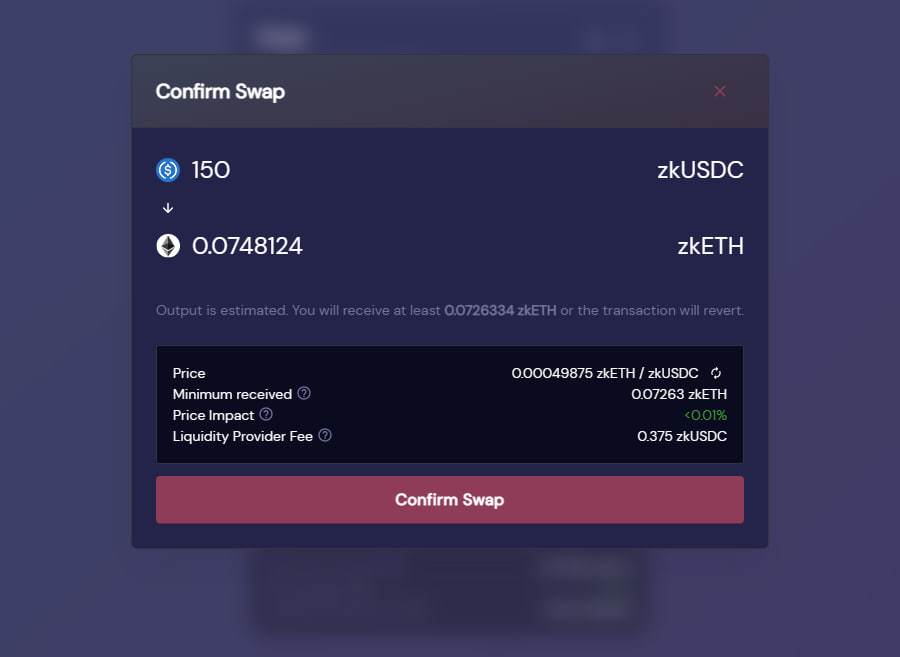 Confirm Swap
150 zkUSDC
0.0748124 zkETH
Output is estimated. You will receive at least 0.0726334 zkETH or the transaction will revert.
Price 0.00049875 zkETH / zkUSDC
Minimum received 0.07263 zkETH
Price Impact <0.01%
Liquidity Provider Fee 0.375 zkUSDC
Confirm Swap